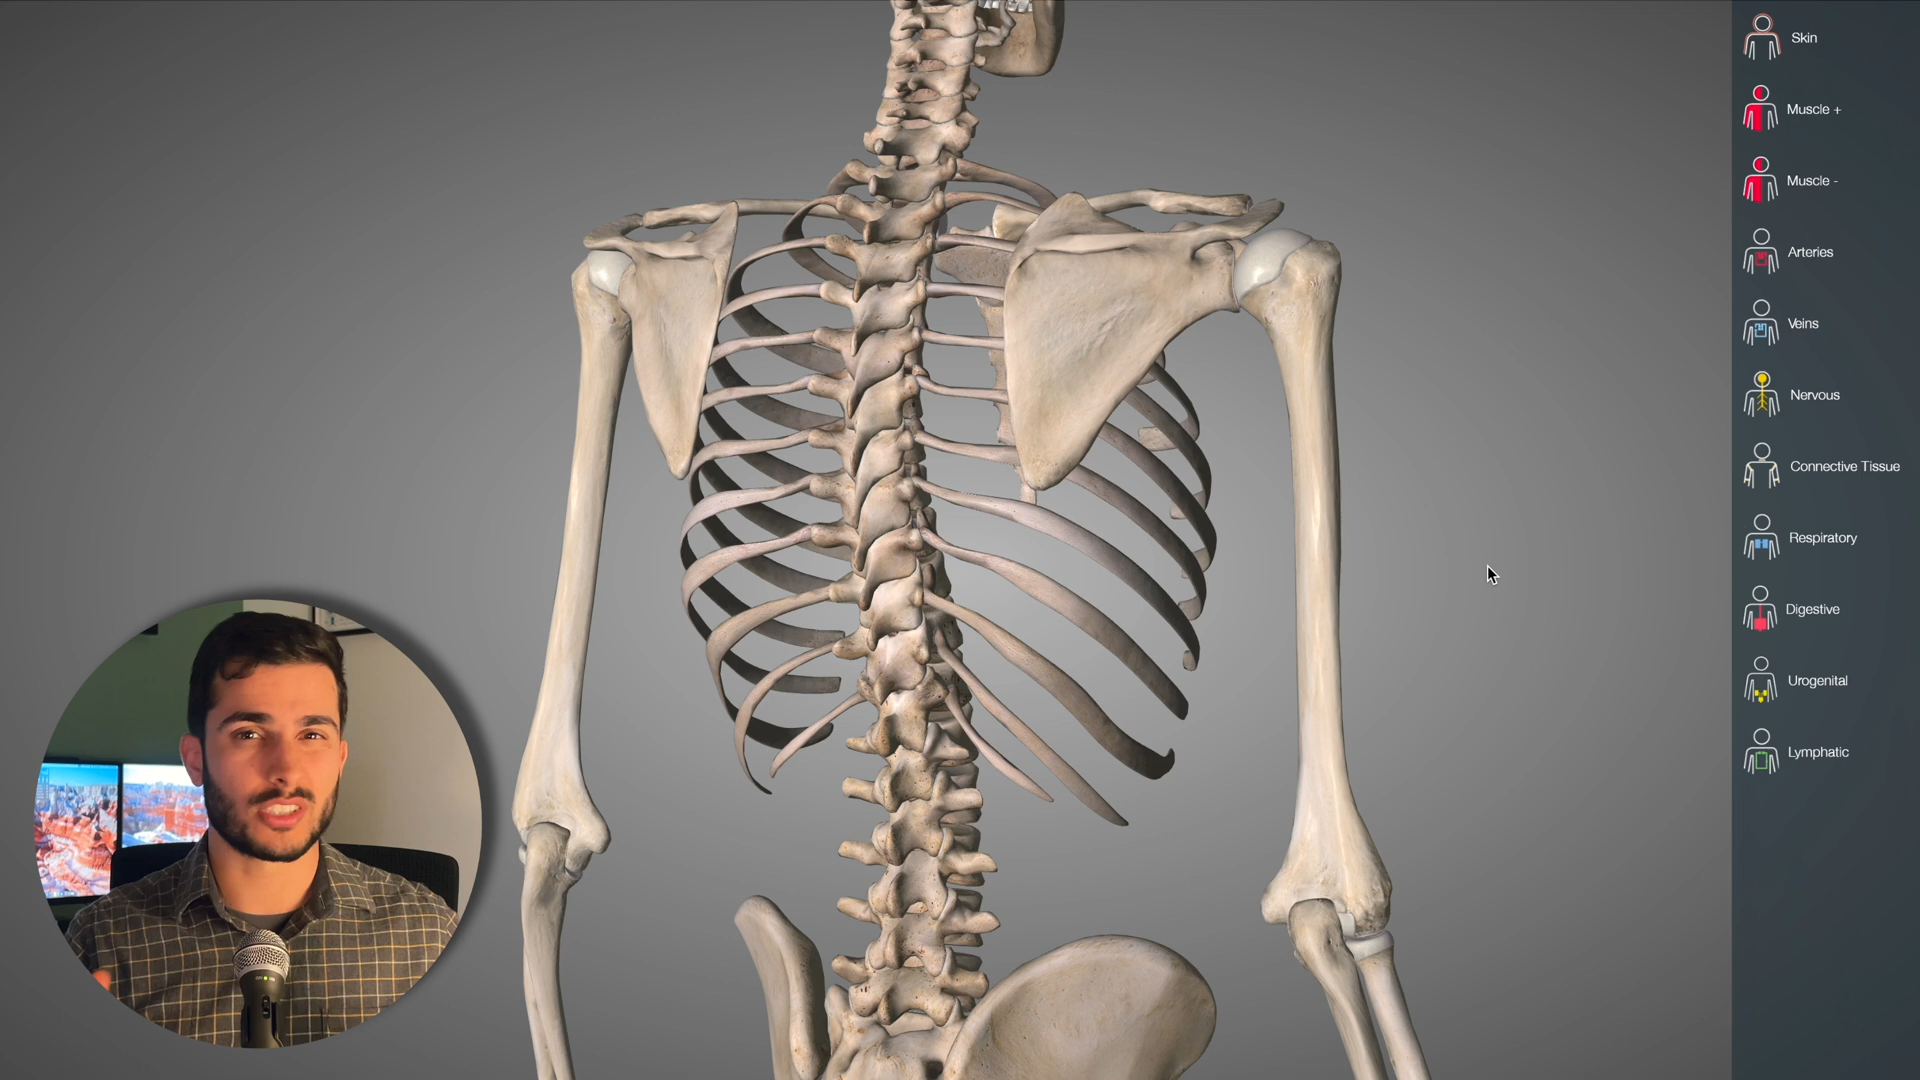 Skin
Muscle +
Muscle -
Arteries
Veins
Nervous
Connective Tissue
Respiratory
Digestive
Urogenital
Lymphatic